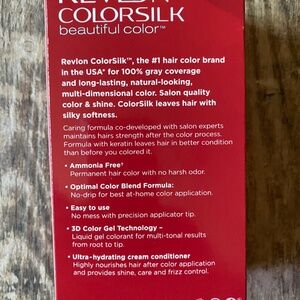 REVLON
COLORSILK
beautiful color™
Revlon ColorSilk™, the #1 hair color brand
in the USA* for 100% gray coverage
and long-lasting, natural-looking,
multi-dimensional color. Salon quality
color & shine. ColorSilk leaves hair with
silky softness.
Caring formula co-developed with salon experts
maintains hairs strength after the color process.
Formula with keratin leaves hair in better condition
than before you colored it.
• Ammonia Free†
Permanent hair color with no harsh odor.
• Optimal Color Blend Formula:
No-drip for best at-home color application.
• Easy to use
No mess with precision applicator tip.
• 3D Color Gel Technology –
Liquid gel colorant for multi-tonal results
from root to tip.
• Ultra-hydrating cream conditioner
Highly nourishes hair after color application
and provides shine, care and frizz control.